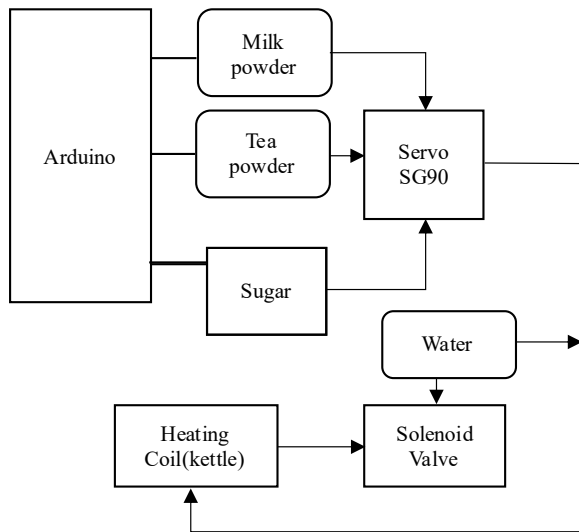 Milk
powder
Arduino
Tea
powder
Servo
SG90
Sugar
Water
Heating
Coil(kettle)
Solenoid
Valve